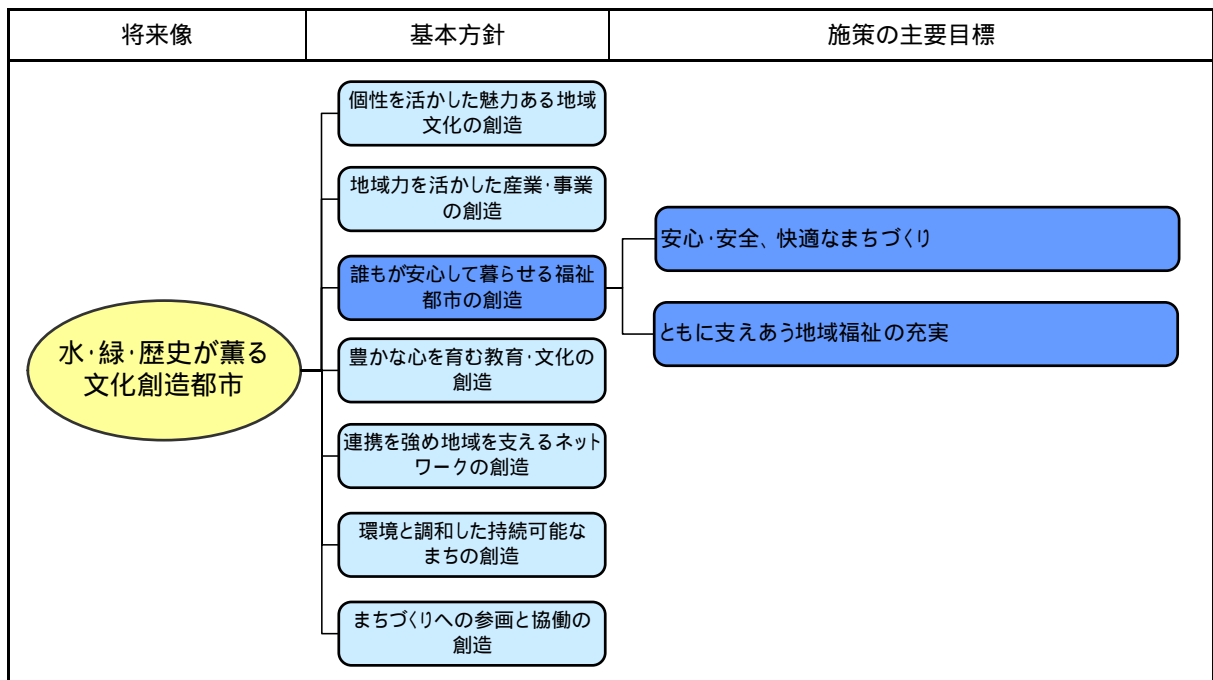 将来像
基本方針
施策の主要目標
水・緑・歴史が薫る
文化創造都市
個性を活かした魅力ある地域
文化の創造
地域力を活かした産業・事業
の創造
誰もが安心して暮らせる福祉
都市の創造
豊かな心を育む教育・文化の
創造
連携を強め地域を支えるネット
ワークの創造
環境と調和した持続可能な
まちの創造
まちづくりへの参画と協働の
創造
安心・安全、快適なまちづくり
ともに支えあう地域福祉の充実